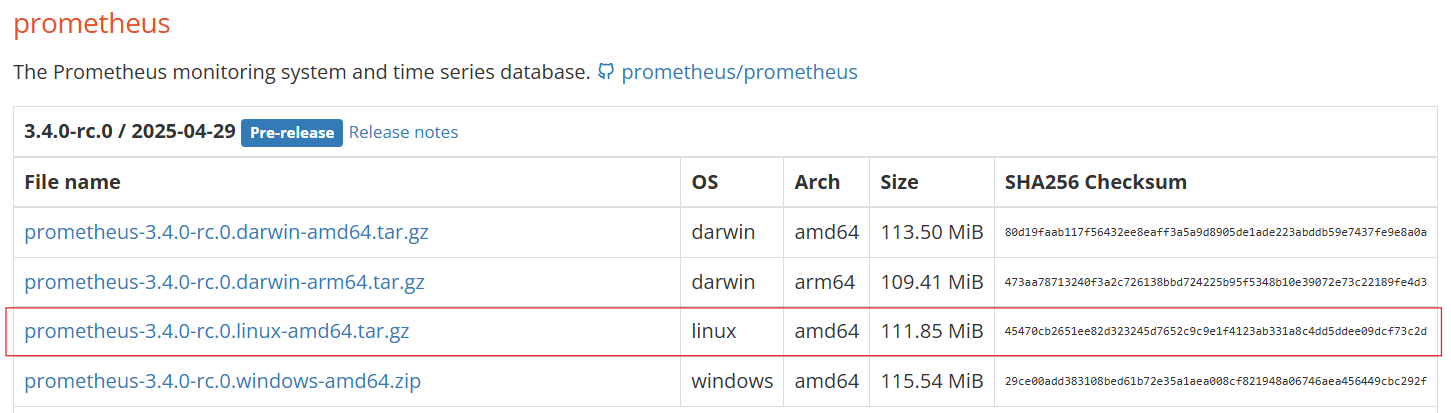 prometheus
The Prometheus monitoring system and time series database. prometheus/prometheus
3.4.0-rc.0 / 2025-04-29 Pre-release Release notes
File name OS Arch Size SHA256 Checksum
prometheus-3.4.0-rc.0.darwin-amd64.tar.gz darwin amd64 113.50 MiB 80d19faab117f56432ee8eaff3a5a9d8905de1ade223abddb59e7437fe9e8a0a
prometheus-3.4.0-rc.0.darwin-arm64.tar.gz darwin arm64 109.41 MiB 473aa78713240f3a2c726138bbd724225b95f5348b10e39072e73c22189fe4d3
prometheus-3.4.0-rc.0.linux-amd64.tar.gz linux amd64 111.85 MiB 45470cb2651ee82d323245d7652c9c9e1f4123ab331a8c4dd5ddee09dcf73c2d
prometheus-3.4.0-rc.0.windows-amd64.zip windows amd64 115.54 MiB 29ce00add383108bed61b72e35a1aea008cf821948a06746aea456449cbc292f